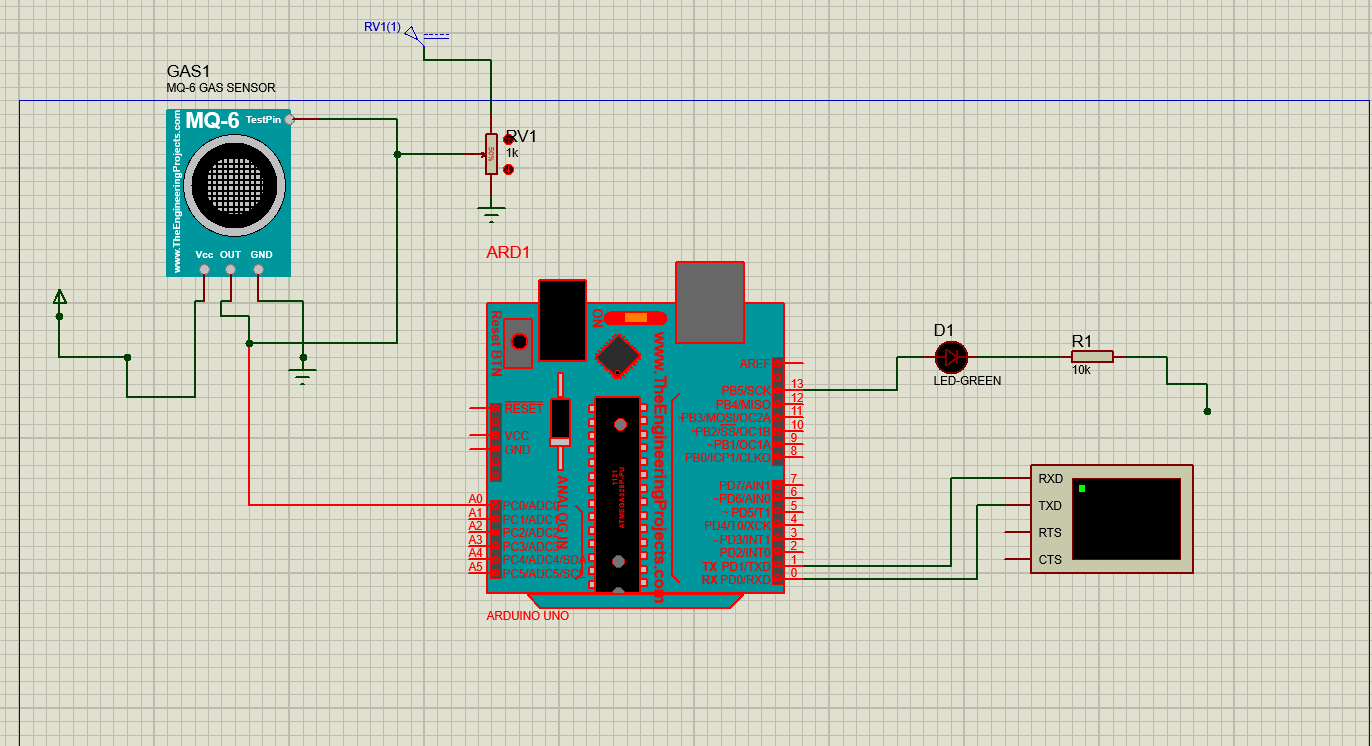 RV1(1)
GAS1
MQ-6 GAS SENSOR
MQ-6 TestPin
www.TheEngineeringProjects.com
Vcc OUT GND
RV1
1k
50%
ARD1
ON
Reset BTN
www.TheEngineeringProjects.com
AREF
PB5/SCK 13
PB4/MISO 12
~PB3/MOSI/OC2A 11
~PB2/SS/OC1B 10
~PB1/OC1A 9
PB0/ICP1/CLKO 8
PD7/AIN1 7
~PD6/AIN0 6
~PD5/T1 5
PD4/T0/XCK 4
~PD3/INT1 3
PD2/INT0 2
TX PD1/TXD 1
RX PD0/RXD 0
RESET
VCC
GND
ANALOG IN
A0 PC0/ADC0
A1 PC1/ADC1
A2 PC2/ADC2
A3 PC3/ADC3
A4 PC4/ADC4/SDA
A5 PC5/ADC5/SC
1121
ATMEGA328P-PU
ARDUINO UNO
D1
LED-GREEN
R1
10k
RXD
TXD
RTS
CTS